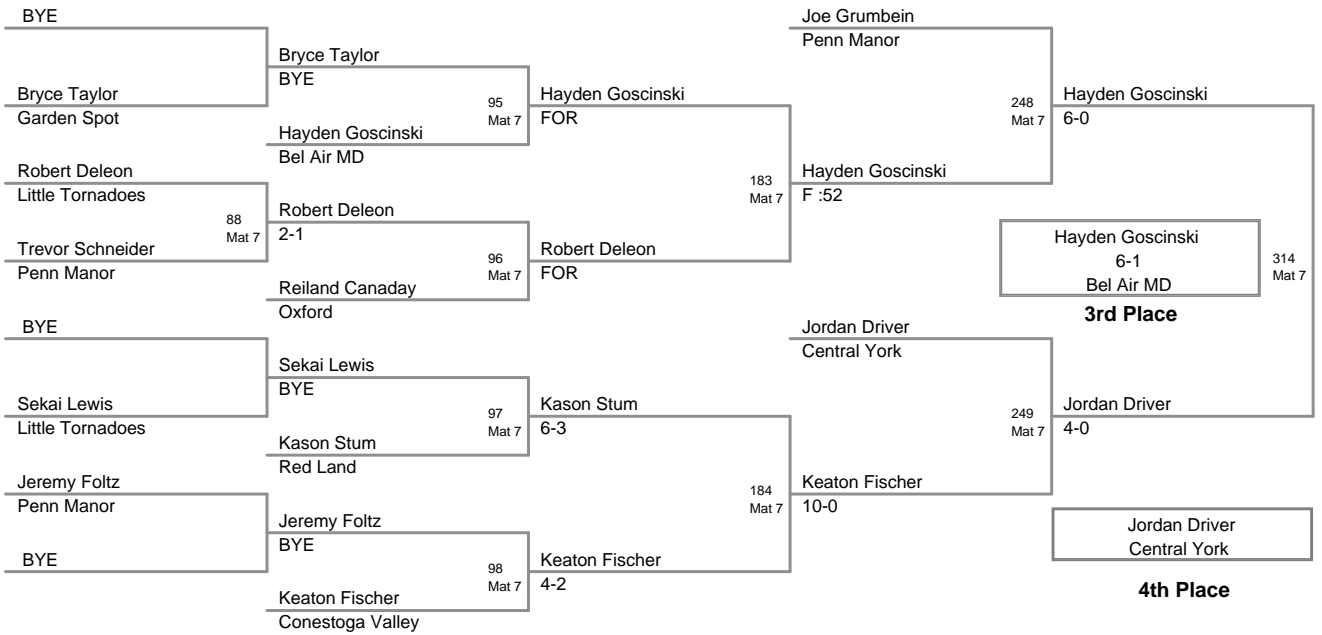 BYE
Bryce Taylor
Garden Spot
Robert Deleon
Little Tornadoes
88
Mat 7
Trevor Schneider
Penn Manor
BYE
Sekai Lewis
Little Tornadoes
Jeremy Foltz
Penn Manor
BYE
Bryce Taylor
BYE
95
Mat 7
Hayden Goscinski
Bel Air MD
Robert Deleon
2-1
96
Mat 7
Reiland Canaday
Oxford
Sekai Lewis
BYE
97
Mat 7
Kason Stum
Red Land
Jeremy Foltz
BYE
98
Mat 7
Keaton Fischer
Conestoga Valley
Hayden Goscinski
FOR
183
Mat 7
Robert Deleon
FOR
Kason Stum
6-3
184
Mat 7
Keaton Fischer
4-2
Joe Grumbein
Penn Manor
248
Mat 7
Hayden Goscinski
F :52
Jordan Driver
Central York
249
Mat 7
Keaton Fischer
10-0
Hayden Goscinski
6-0
314
Mat 7
Hayden Goscinski
6-1
Bel Air MD
3rd Place
Jordan Driver
4-0
Jordan Driver
Central York
4th Place